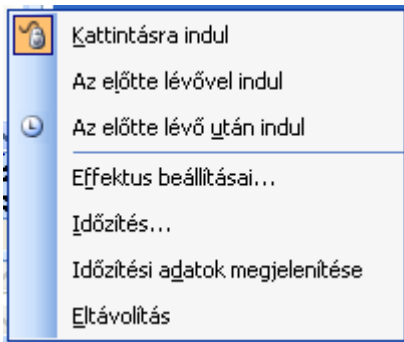 Kattintásra indul
Az előtte lévővel indul
Az előtte lévő után indul
Effektus beállításai...
Időzítés...
Időzítési adatok megjelenítése
Eltávolítás